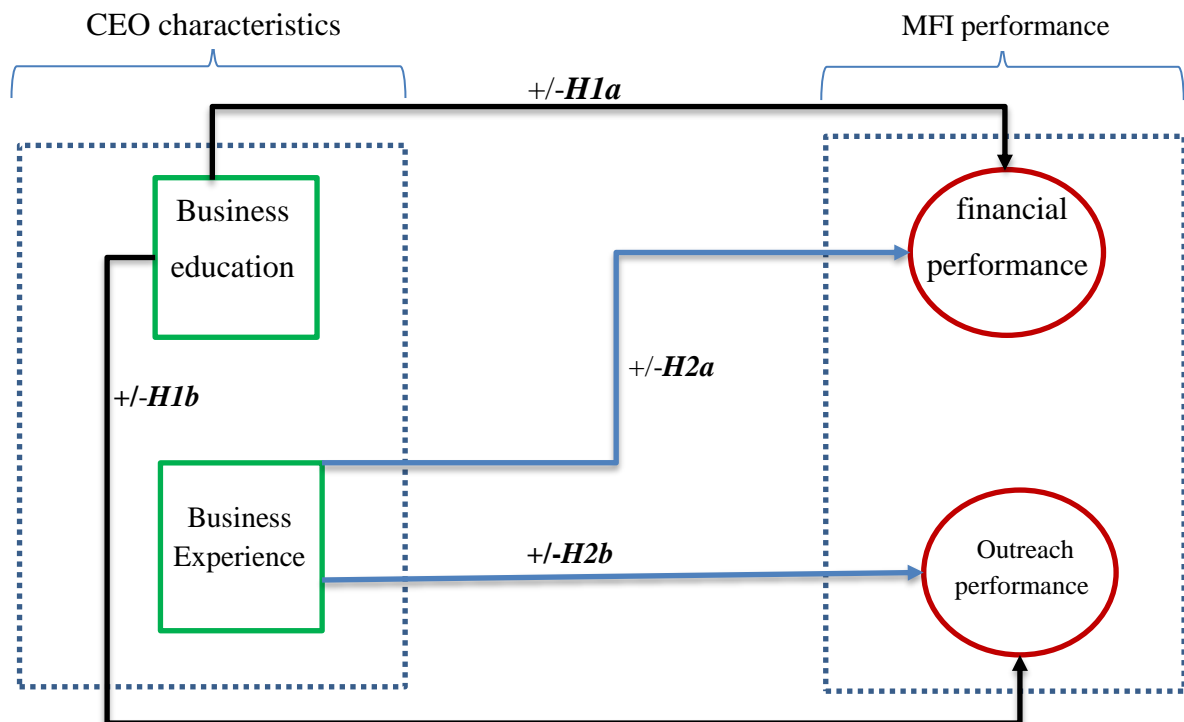 CEO characteristics
MFI performance
+/-H1a
Business
education
financial
performance
+/-H2a
+/-H1b
Business
Experience
+/-H2b
Outreach
performance